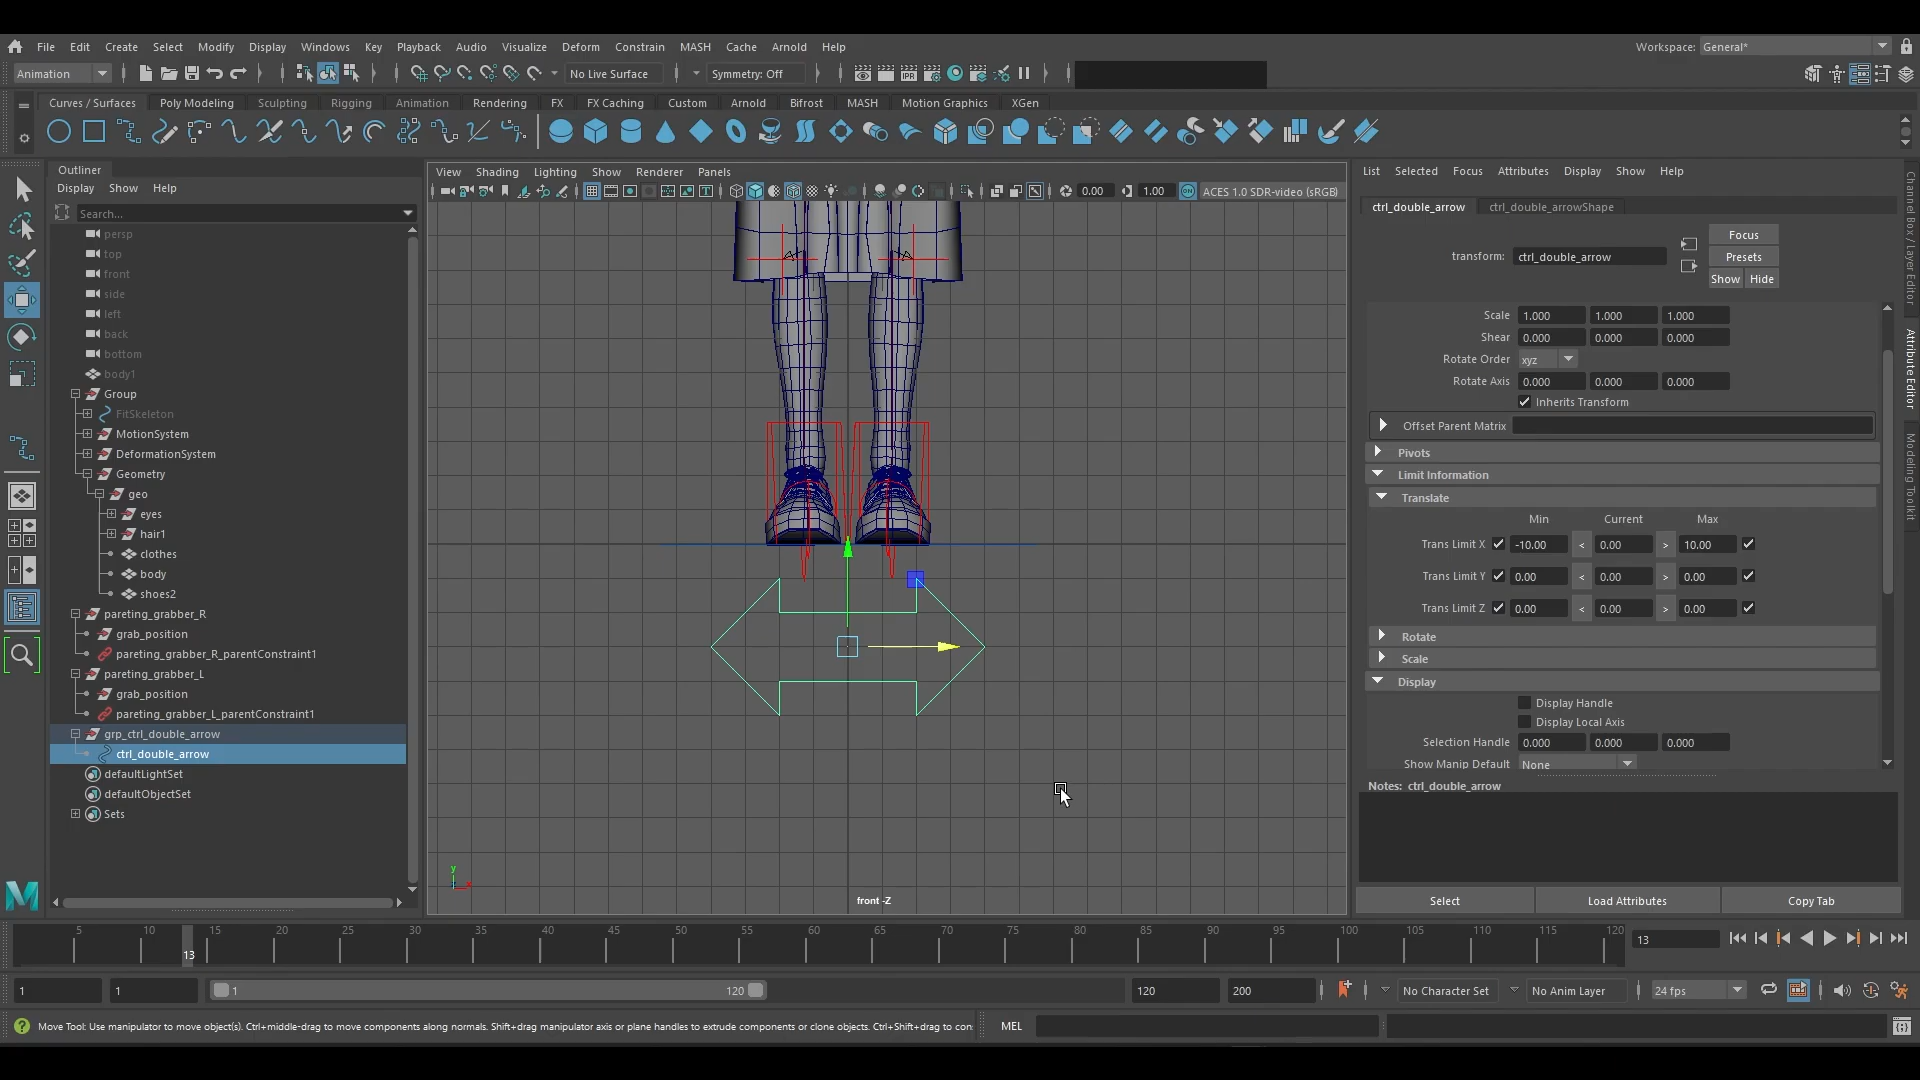 File Edit Create Select Modify Display Windows Key Playback Audio Visualize Deform Constrain MASH Cache Arnold Help
Workspace: General*
Animation
No Live Surface
Symmetry: Off
IPR
Curves / Surfaces Poly Modeling Sculpting Rigging Animation Rendering FX FX Caching Custom Arnold Bifrost MASH Motion Graphics XGen
Outliner
Display Show Help
Search...
persp
top
front
side
left
back
bottom
body1
Group
FitSkeleton
MotionSystem
DeformationSystem
Geometry
geo
eyes
hair1
clothes
body
shoes2
pareting_grabber_R
grab_position
pareting_grabber_R_parentConstraint1
pareting_grabber_L
grab_position
pareting_grabber_L_parentConstraint1
grp_ctrl_double_arrow
ctrl_double_arrow
defaultLightSet
defaultObjectSet
Sets
View Shading Lighting Show Renderer Panels
0.00
1.00
ACES 1.0 SDR-video (sRGB)
y
x
front -Z
List Selected Focus Attributes Display Show Help
ctrl_double_arrow ctrl_double_arrowShape
transform: ctrl_double_arrow
Focus
Presets
Show Hide
Scale 1.000 1.000 1.000
Shear 0.000 0.000 0.000
Rotate Order xyz
Rotate Axis 0.000 0.000 0.000
Inherits Transform
Offset Parent Matrix
Pivots
Limit Information
Translate
Min Current Max
Trans Limit X -10.00 < 0.00 > 10.00
Trans Limit Y 0.00 < 0.00 > 0.00
Trans Limit Z 0.00 < 0.00 > 0.00
Rotate
Scale
Display
Display Handle
Display Local Axis
Selection Handle 0.000 0.000 0.000
Show Manip Default None
Notes: ctrl_double_arrow
Select Load Attributes Copy Tab
Channel Box / Layer Editor
Attribute Editor
Modeling Toolkit
5 10 15 20 25 30 35 40 45 50 55 60 65 70 75 80 85 90 95 100 105 110 115 120
13
13
1 1 1 120 120 200
No Character Set
No Anim Layer
24 fps
Move Tool: Use manipulator to move object(s). Ctrl+middle-drag to move components along normals. Shift+drag manipulator axis or plane handles to extrude components or clone objects. Ctrl+Shift+drag to con
MEL